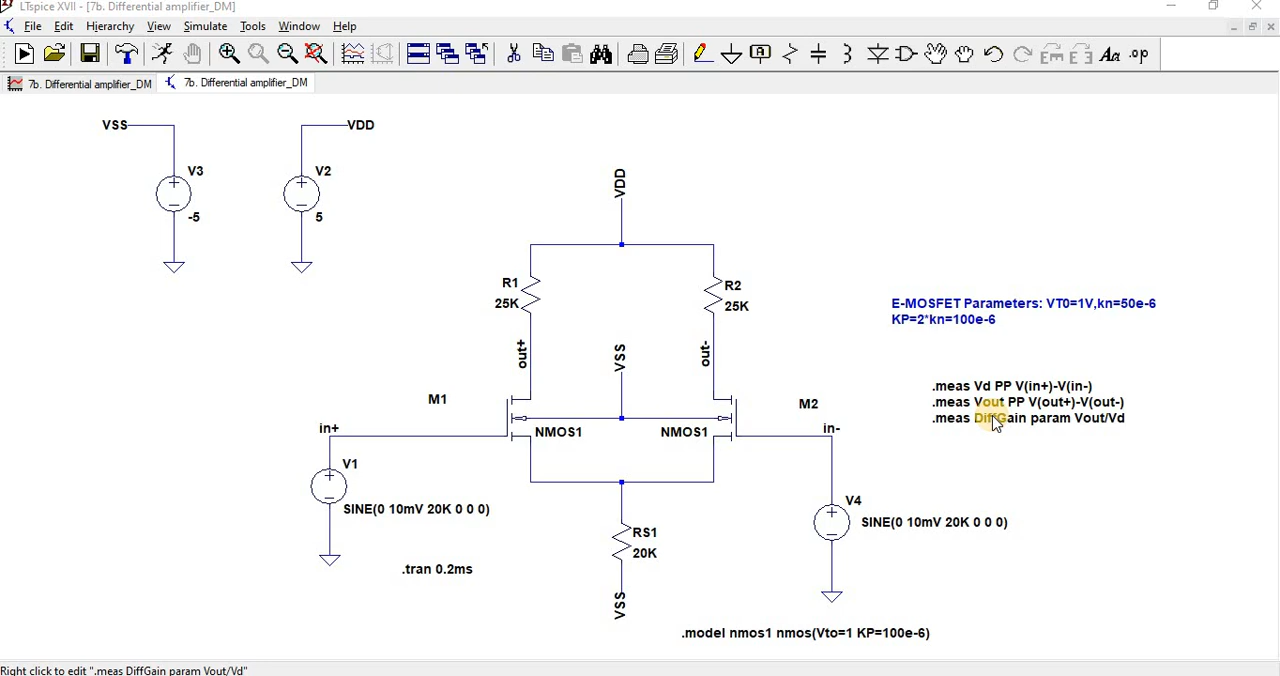 LTspice XVII - [7b. Differential amplifier_DM]
File Edit Hierarchy View Simulate Tools Window Help
Aa .op
7b. Differential amplifier_DM 7b. Differential amplifier_DM
VSS VDD
V3 V2
-5 5
VDD
R1 R2
25K 25K
E-MOSFET Parameters: VT0=1V,kn=50e-6
KP=2*kn=100e-6
out+ VSS out-
.meas Vd PP V(in+)-V(in-)
.meas Vout PP V(out+)-V(out-)
.meas DiffGain param Vout/Vd
M1 M2
in+ NMOS1 NMOS1 in-
V1
SINE(0 10mV 20K 0 0 0)
V4
SINE(0 10mV 20K 0 0 0)
RS1
20K
.tran 0.2ms
VSS
.model nmos1 nmos(Vto=1 KP=100e-6)
Right click to edit ".meas DiffGain param Vout/Vd"